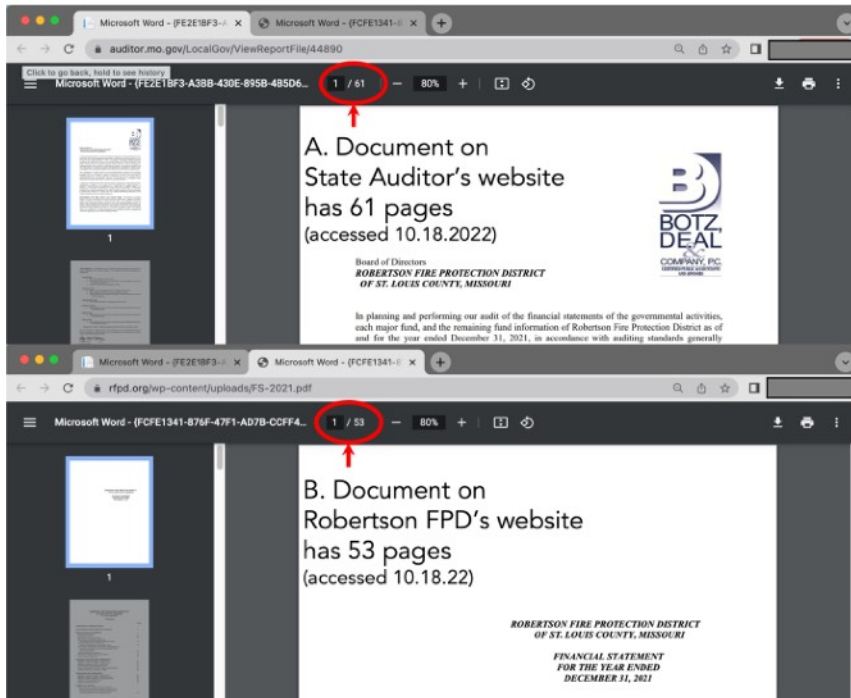 Microsoft Word - {FE2E1BF3-A
Microsoft Word - {FCFE1341-8
auditor.mo.gov/LocalGov/ViewReportFile/44890
Click to go back, hold to see history
Microsoft Word - {FE2E1BF3-A3BB-430E-895B-4B5D6...
1 / 61
80%
1
A. Document on
State Auditor's website
has 61 pages
(accessed 10.18.2022)
B
BOTZ,
DEAL
&
COMPANY, P.C.
Board of Directors
ROBERTSON FIRE PROTECTION DISTRICT
OF ST. LOUIS COUNTY, MISSOURI
In planning and performing our audit of the financial statements of the governmental activities,
each major fund, and the remaining fund information of Robertson Fire Protection District as of
and for the year ended December 31, 2021, in accordance with auditing standards generally
Microsoft Word - {FE2E1BF3-A
Microsoft Word - {FCFE1341-8
rfpd.org/wp-content/uploads/FS-2021.pdf
Microsoft Word - {FCFE1341-876F-47F1-AD7B-CCFF4...
1 / 53
80%
1
B. Document on
Robertson FPD's website
has 53 pages
(accessed 10.18.22)
ROBERTSON FIRE PROTECTION DISTRICT
OF ST. LOUIS COUNTY, MISSOURI
FINANCIAL STATEMENT
FOR THE YEAR ENDED
DECEMBER 31, 2021